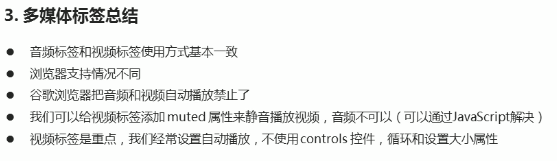 3. 多媒体标签总结
● 音频标签和视频标签使用方式基本一致
● 浏览器支持情况不同
● 谷歌浏览器把音频和视频自动播放禁止了
● 我们可以给视频标签添加 muted 属性来静音播放视频，音频不可以（可以通过JavaScript解决）
● 视频标签是重点，我们经常设置自动播放，不使用 controls 控件，循环和设置大小属性